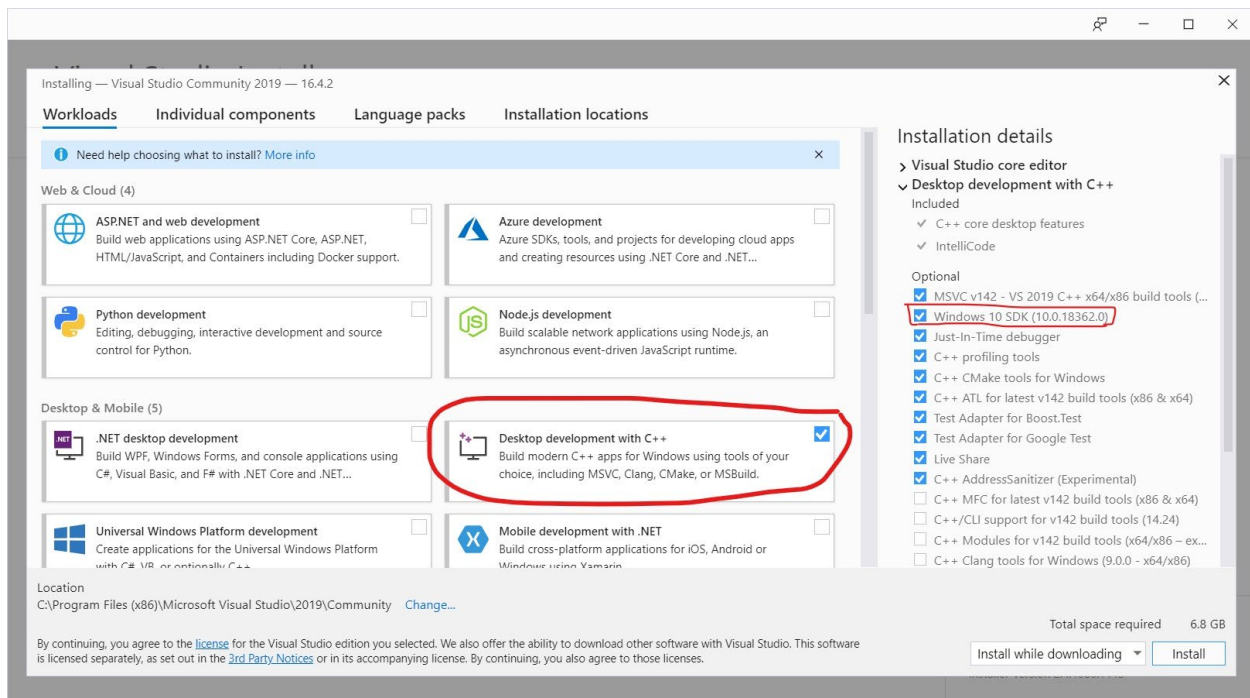 Installing — Visual Studio Community 2019 — 16.4.2
Workloads
Individual components
Language packs
Installation locations
Need help choosing what to install? More info
Web & Cloud (4)
ASP.NET and web development
Build web applications using ASP.NET Core, ASP.NET,
HTML/JavaScript, and Containers including Docker support.
Azure development
Azure SDKs, tools, and projects for developing cloud apps
and creating resources using .NET Core and .NET...
Python development
Editing, debugging, interactive development and source
control for Python.
Node.js development
Build scalable network applications using Node.js, an
asynchronous event-driven JavaScript runtime.
Desktop & Mobile (5)
.NET
.NET desktop development
Build WPF, Windows Forms, and console applications using
C#, Visual Basic, and F# with .NET Core and .NET...
Desktop development with C++
Build modern C++ apps for Windows using tools of your
choice, including MSVC, Clang, CMake, or MSBuild.
Universal Windows Platform development
Create applications for the Universal Windows Platform
with C#, VB, or optionally C++
Mobile development with .NET
Build cross-platform applications for iOS, Android or
Windows using Xamarin
Installation details
Visual Studio core editor
Desktop development with C++
Included
C++ core desktop features
IntelliCode
Optional
MSVC v142 - VS 2019 C++ x64/x86 build tools (...
Windows 10 SDK (10.0.18362.0)
Just-In-Time debugger
C++ profiling tools
C++ CMake tools for Windows
C++ ATL for latest v142 build tools (x86 & x64)
Test Adapter for Boost.Test
Test Adapter for Google Test
Live Share
C++ AddressSanitizer (Experimental)
C++ MFC for latest v142 build tools (x86 & x64)
C++/CLI support for v142 build tools (14.24)
C++ Modules for v142 build tools (x64/x86 – ex...
C++ Clang tools for Windows (9.0.0 - x64/x86)
Location
C:\Program Files (x86)\Microsoft Visual Studio\2019\Community Change...
By continuing, you agree to the license for the Visual Studio edition you selected. We also offer the ability to download other software with Visual Studio. This software
is licensed separately, as set out in the 3rd Party Notices or in its accompanying license. By continuing, you also agree to those licenses.
Total space required 6.8 GB
Install while downloading
Install